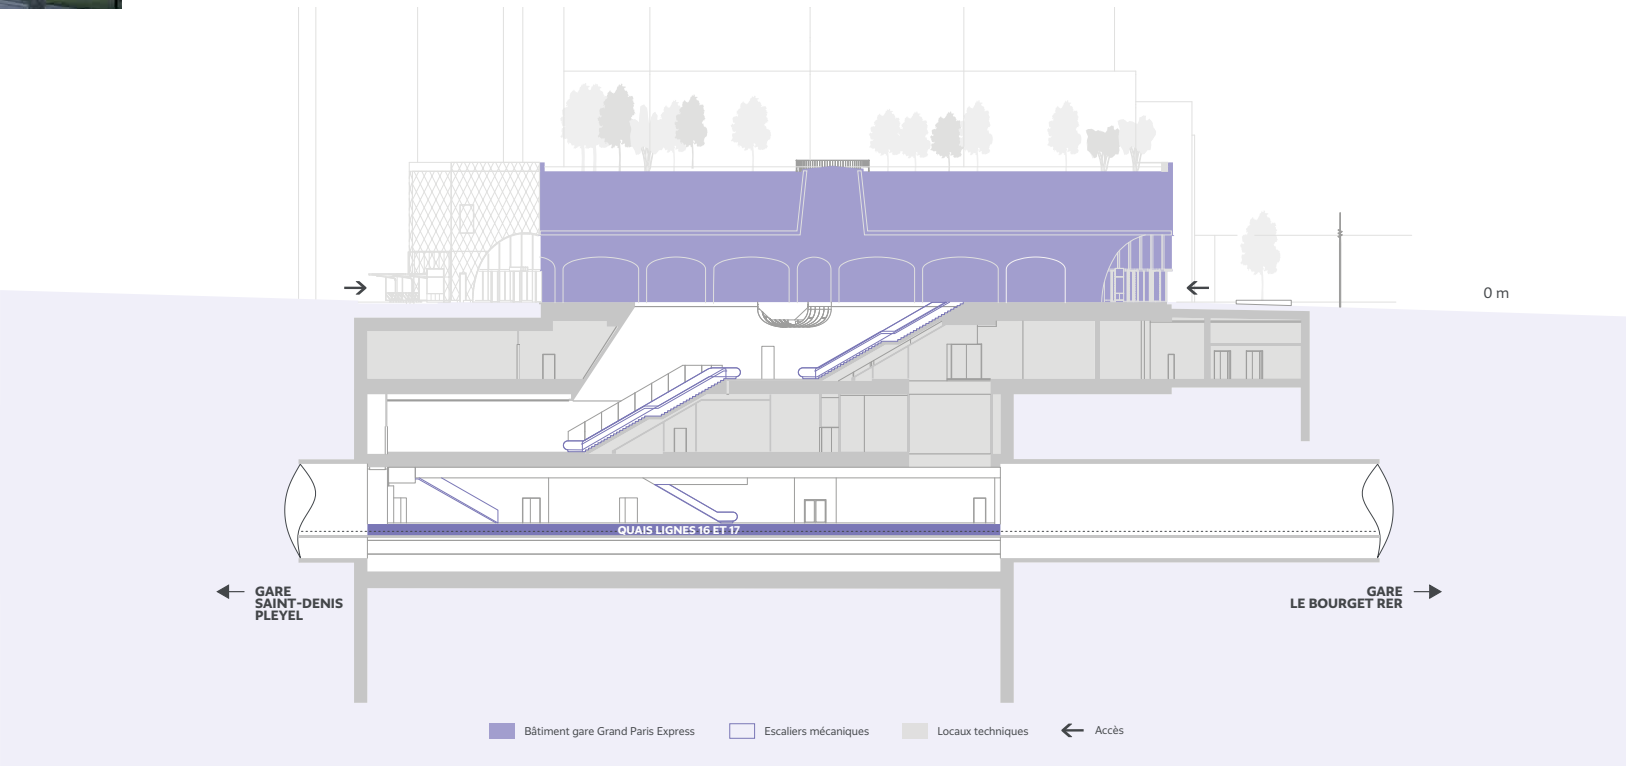 0 m
QUAIS LIGNES 16 ET 17
GARE
SAINT-DENIS
PLEYEL
GARE
LE BOURGET RER
Bâtiment gare Grand Paris Express
Escaliers mécaniques
Locaux techniques
Accès